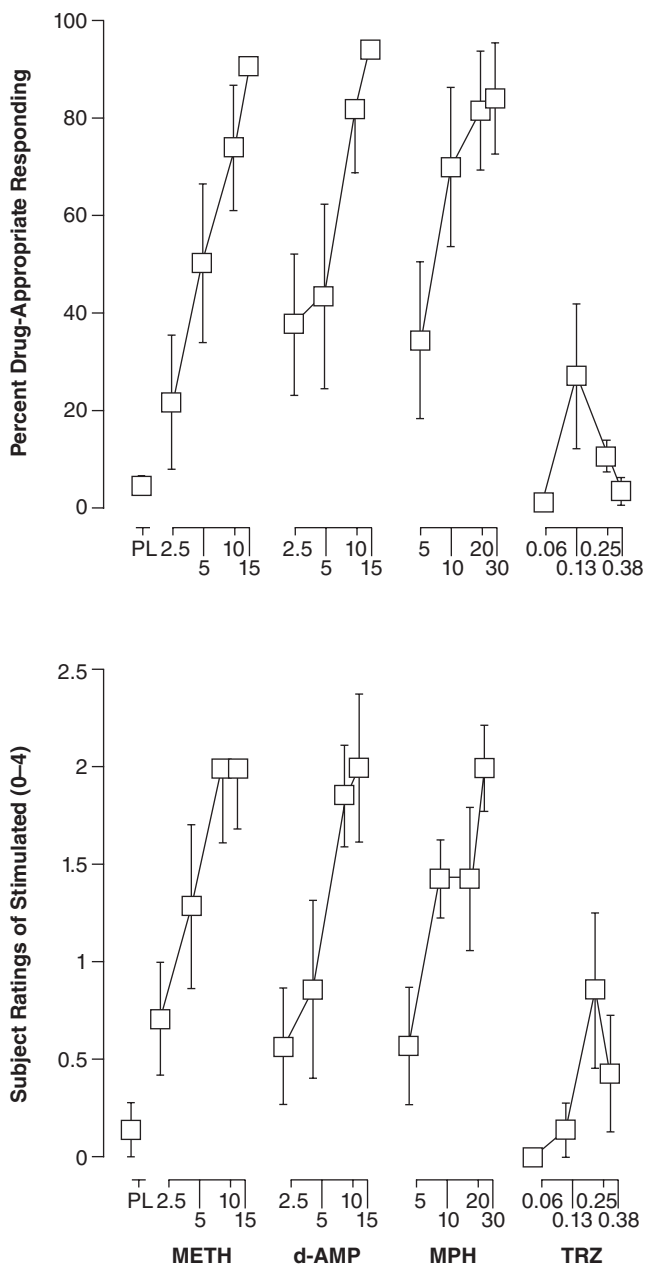 Percent Drug-Appropriate Responding
100
80
60
40
20
0
PL 2.5 10 2.5 10 5 20 0.06 0.25
5 15 5 15 10 30 0.13 0.38
Subject Ratings of Stimulated (0–4)
2.5
2
1.5
1
0.5
0
PL 2.5 10 2.5 10 5 20 0.06 0.25
5 15 5 15 10 30 0.13 0.38
METH d-AMP MPH TRZ